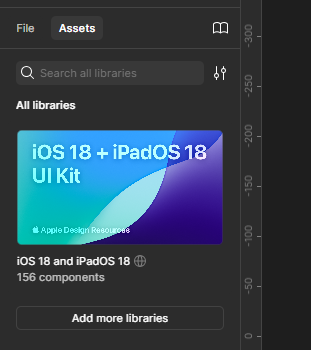 File
Assets
Search all libraries
All libraries
iOS 18 + iPadOS 18
UI Kit
Apple Design Resources
iOS 18 and iPadOS 18
156 components
Add more libraries
-300
-250
-200
-150
-100
-50
0